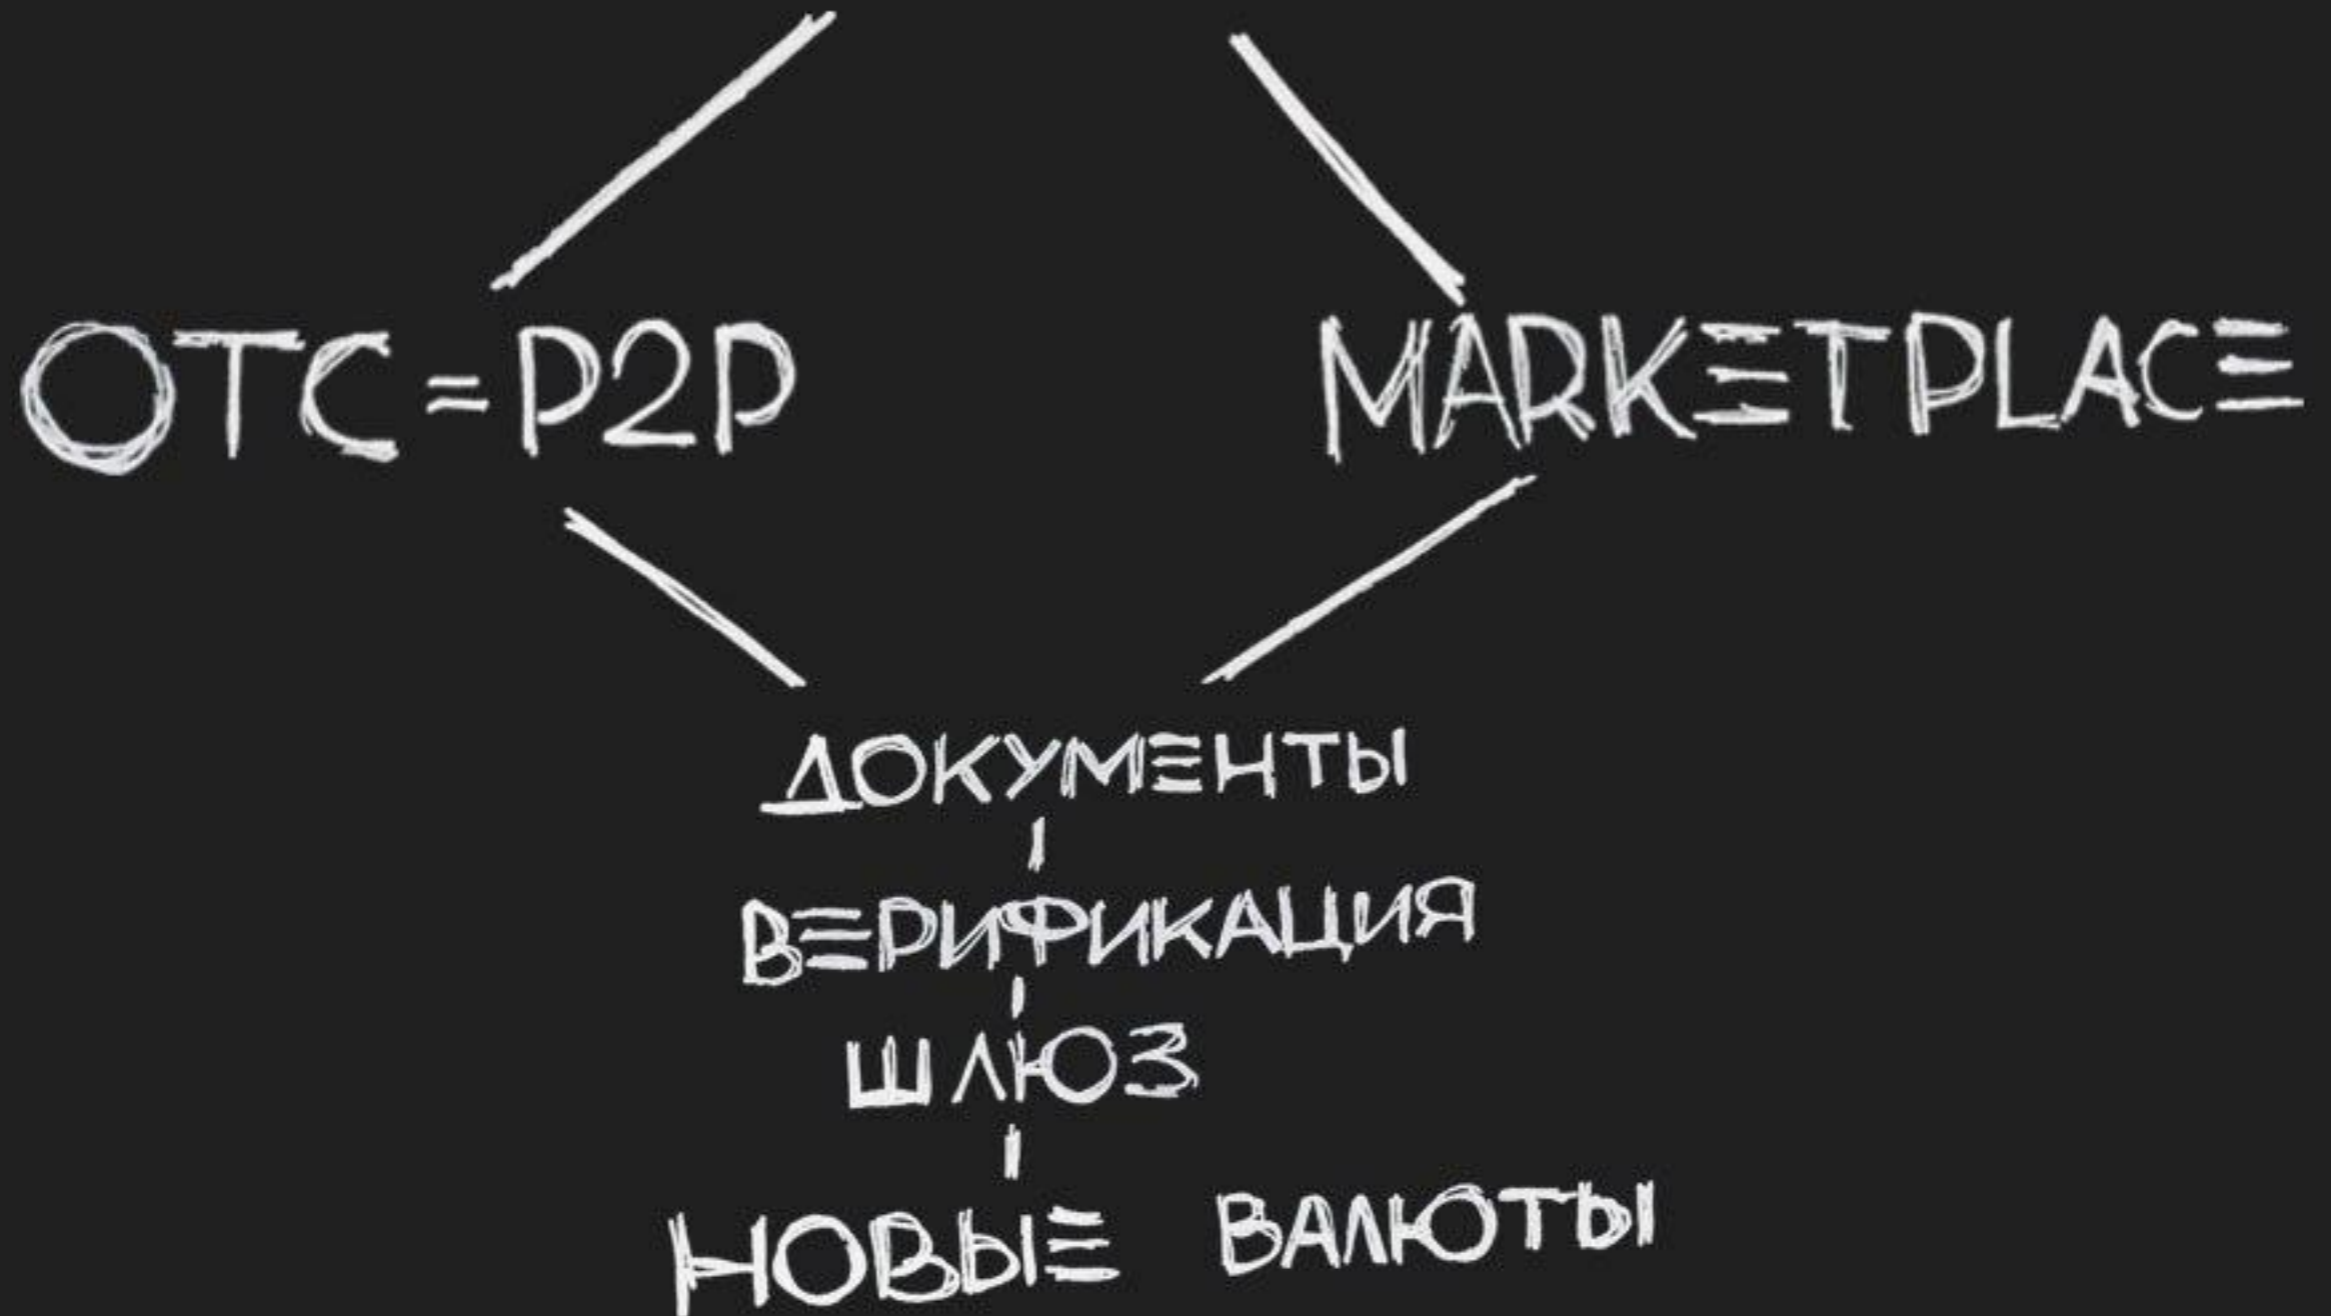 OTC=P2P
MARKETPLACE
ДОКУМЕНТЫ
ВЕРИФИКАЦИЯ
ШЛЮЗ
НОВЫЕ ВАЛЮТЫ